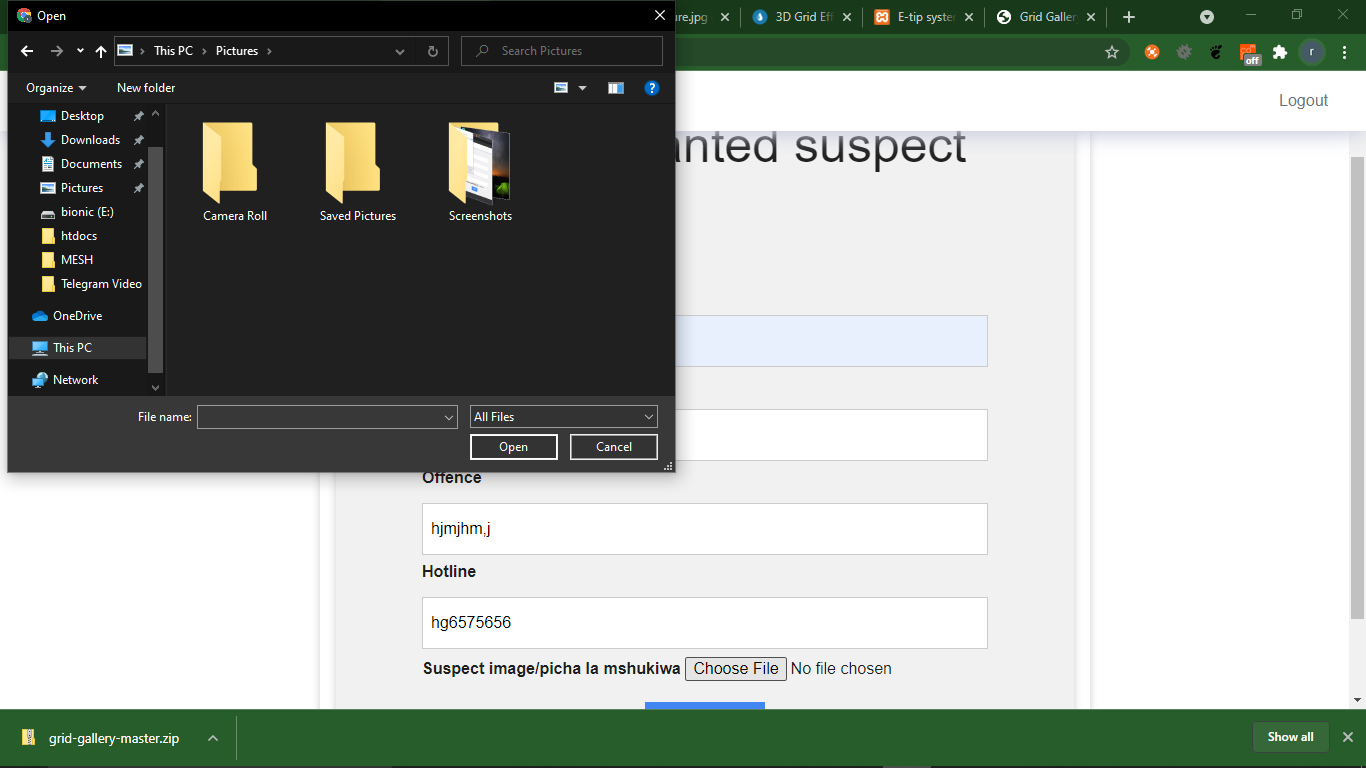 Open
ure.jpg
3D Grid Eff
E-tip syster
Grid Galler
This PC
Pictures
Search Pictures
r
off
Organize
New folder
Logout
Desktop
Downloads
Documents
Pictures
bionic (E:)
htdocs
MESH
Telegram Video
OneDrive
This PC
Network
Camera Roll
Saved Pictures
Screenshots
anted suspect
File name:
All Files
Open
Cancel
Offence
hjmjhm,j
Hotline
hg6575656
Suspect image/picha la mshukiwa Choose File No file chosen
grid-gallery-master.zip
Show all